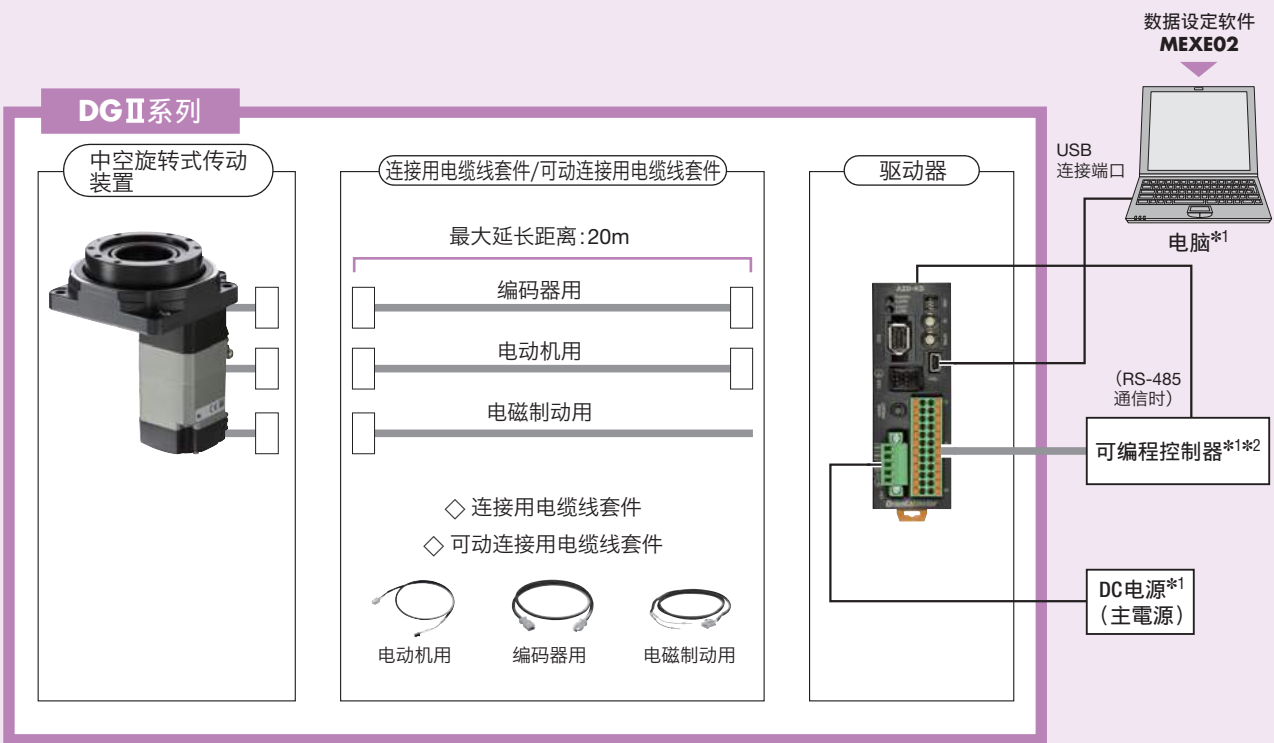 数据设定软件
MEXE02
DGⅡ系列
中空旋转式传动
装置
连接用电缆线套件/可动连接用电缆线套件
驱动器
USB
连接端口
电脑*1
最大延长距离:20m
编码器用
电动机用
电磁制动用
(RS-485
通信时)
可编程控制器*1*2
◇ 连接用电缆线套件
◇ 可动连接用电缆线套件
电动机用
编码器用
电磁制动用
DC电源*1
(主電源)
AZD-KD